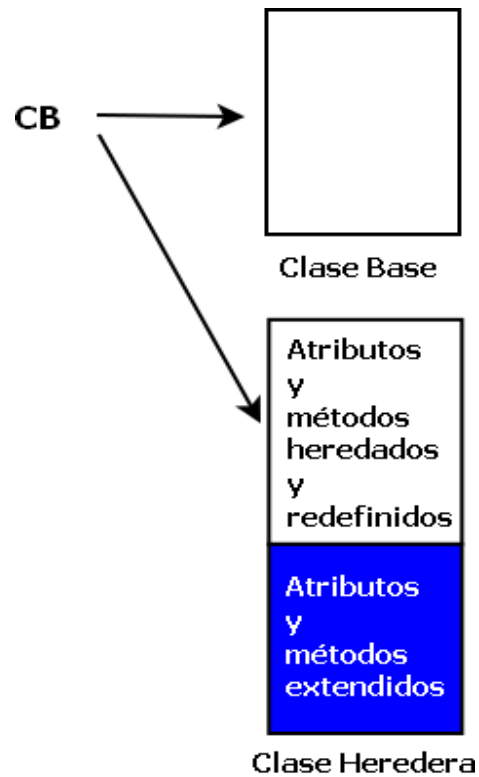 CB
Clase Base
Atributos
y
métodos
heredados
y
redefinidos
Atributos
y
métodos
extendidos
Clase Heredera